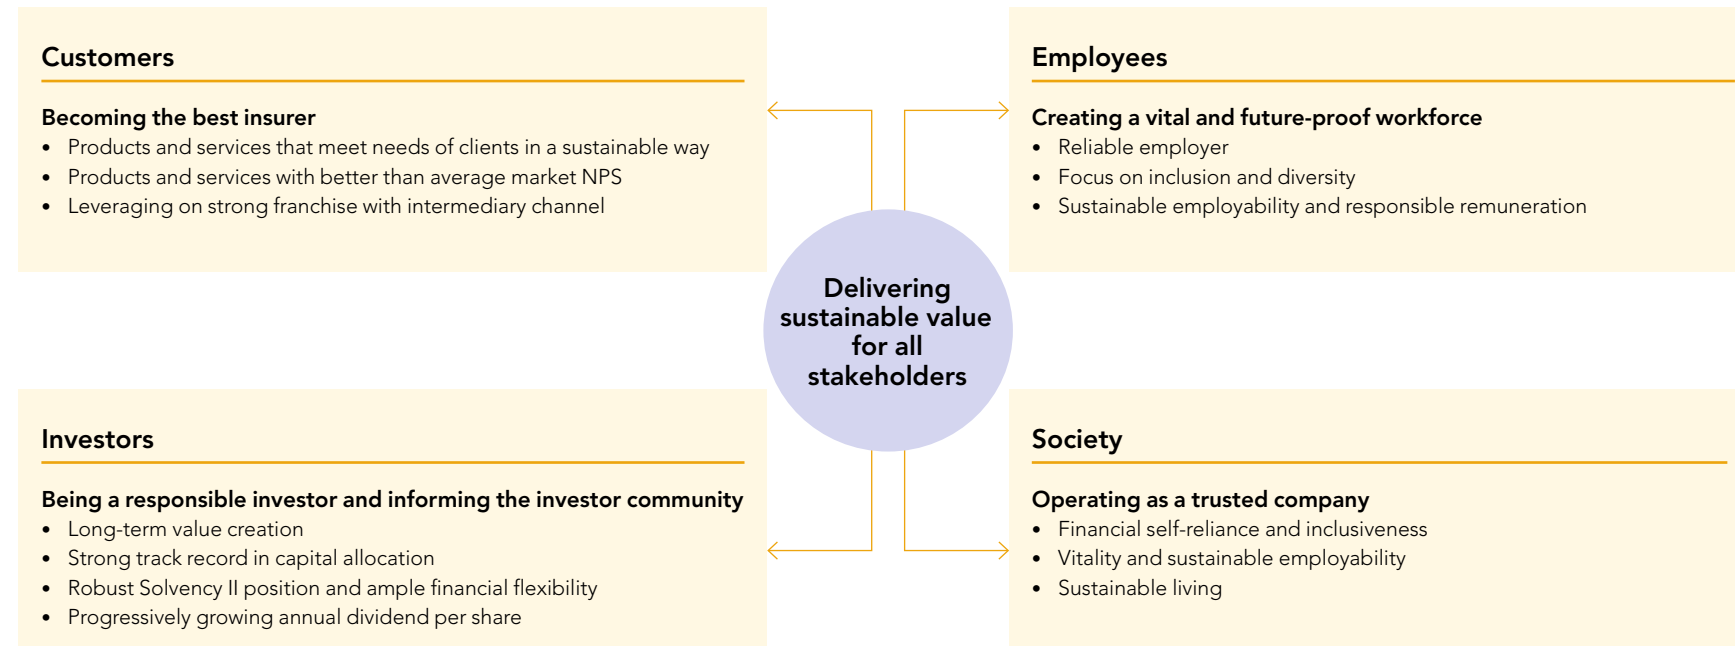 Customers
Becoming the best insurer
• Products and services that meet needs of clients in a sustainable way
• Products and services with better than average market NPS
• Leveraging on strong franchise with intermediary channel
Employees
Creating a vital and future-proof workforce
• Reliable employer
• Focus on inclusion and diversity
• Sustainable employability and responsible remuneration
Delivering
sustainable value
for all
stakeholders
Investors
Being a responsible investor and informing the investor community
• Long-term value creation
• Strong track record in capital allocation
• Robust Solvency II position and ample financial flexibility
• Progressively growing annual dividend per share
Society
Operating as a trusted company
• Financial self-reliance and inclusiveness
• Vitality and sustainable employability
• Sustainable living